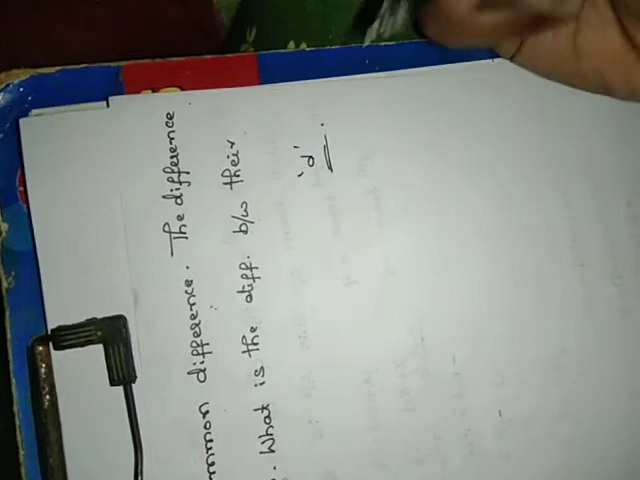 mmon difference. The difference
. What is the diff. b/w their
'd'.